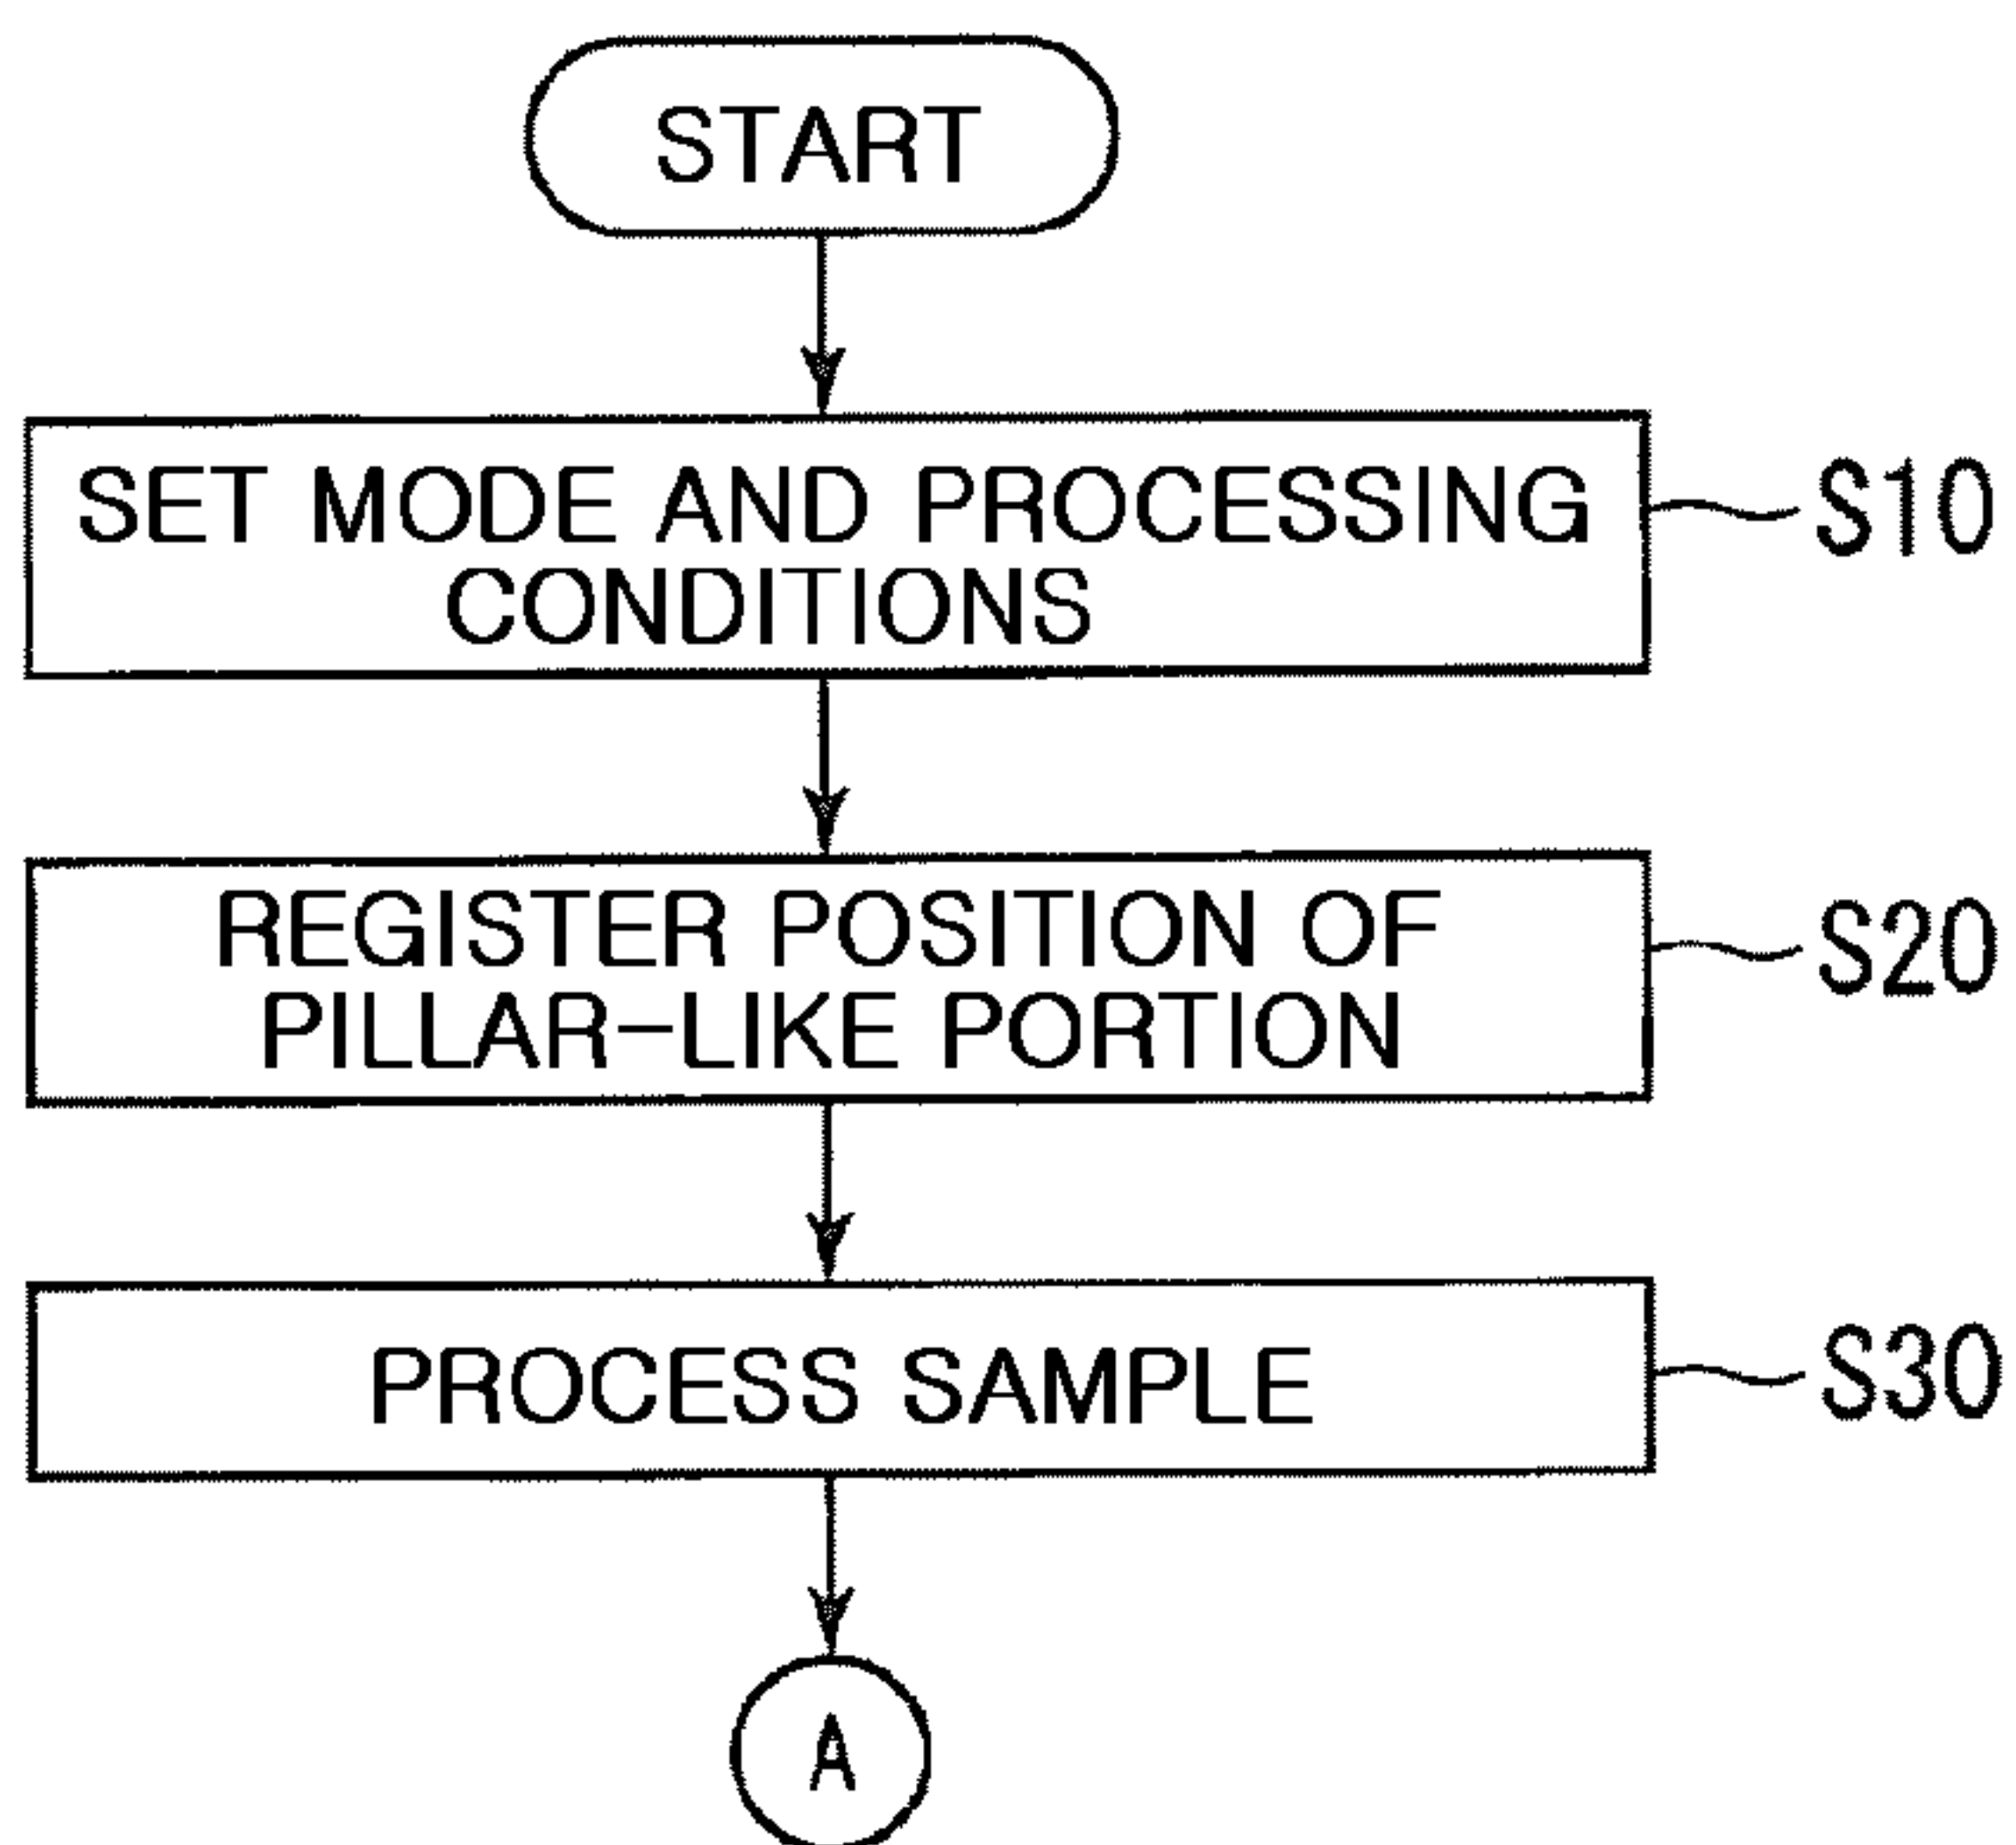 START
SET MODE AND PROCESSING
CONDITIONS
S10
REGISTER POSITION OF
PILLAR-LIKE PORTION
S20
PROCESS SAMPLE
S30
A